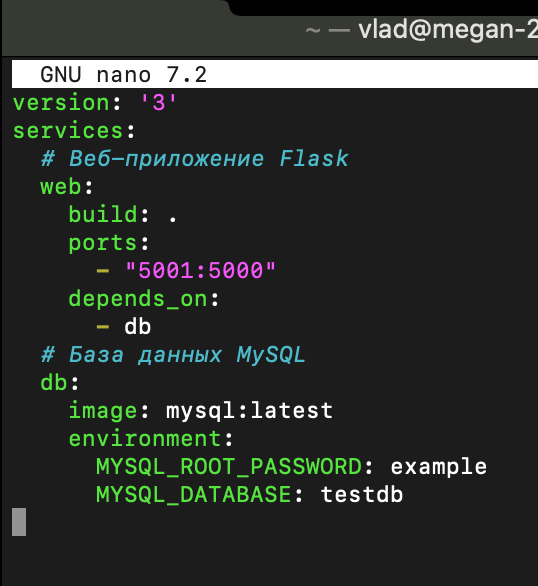 ~ — vlad@megan-2
GNU nano 7.2
version: '3'
services:
  # Веб-приложение Flask
  web:
    build: .
    ports:
      - "5001:5000"
    depends_on:
      - db
  # База данных MySQL
  db:
    image: mysql:latest
    environment:
      MYSQL_ROOT_PASSWORD: example
      MYSQL_DATABASE: testdb